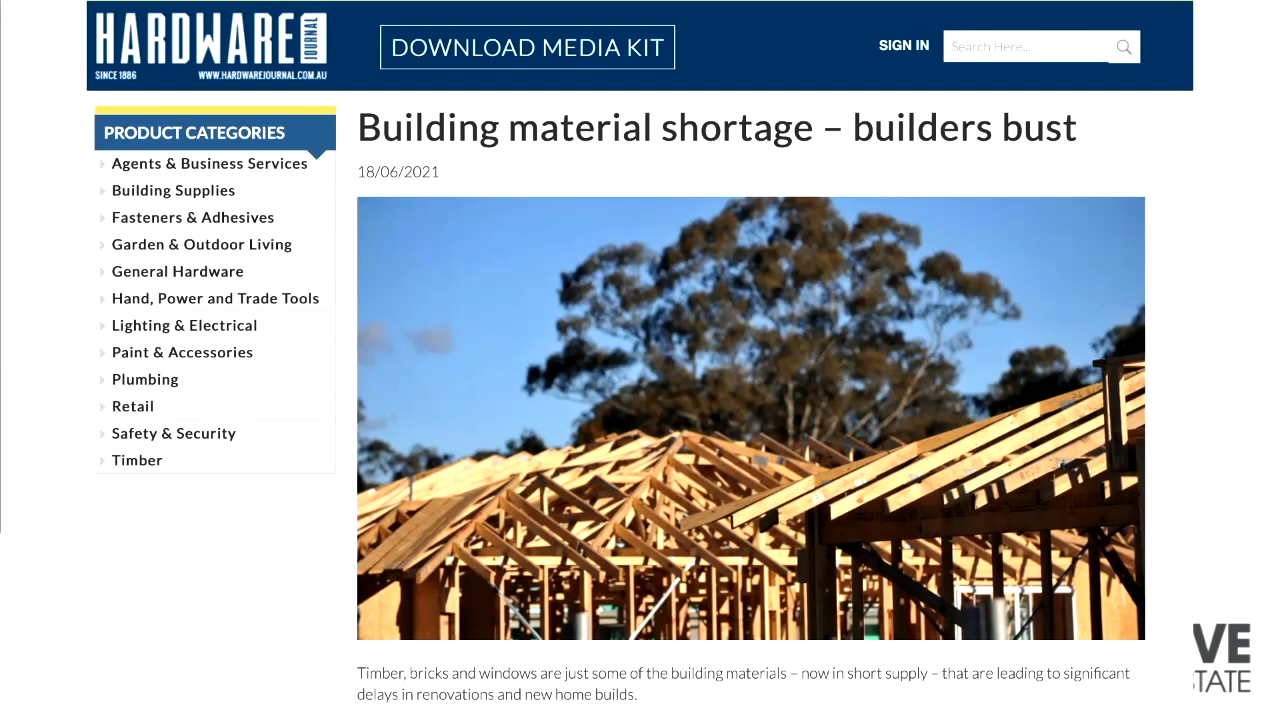 HARDWARE JOURNAL
SINCE 1886 WWW.HARDWAREJOURNAL.COM.AU
DOWNLOAD MEDIA KIT
SIGN IN
Search Here...
PRODUCT CATEGORIES
Agents & Business Services
Building Supplies
Fasteners & Adhesives
Garden & Outdoor Living
General Hardware
Hand, Power and Trade Tools
Lighting & Electrical
Paint & Accessories
Plumbing
Retail
Safety & Security
Timber
Building material shortage – builders bust
18/06/2021
Timber, bricks and windows are just some of the building materials – now in short supply – that are leading to significant
delays in renovations and new home builds.
VE
TATE